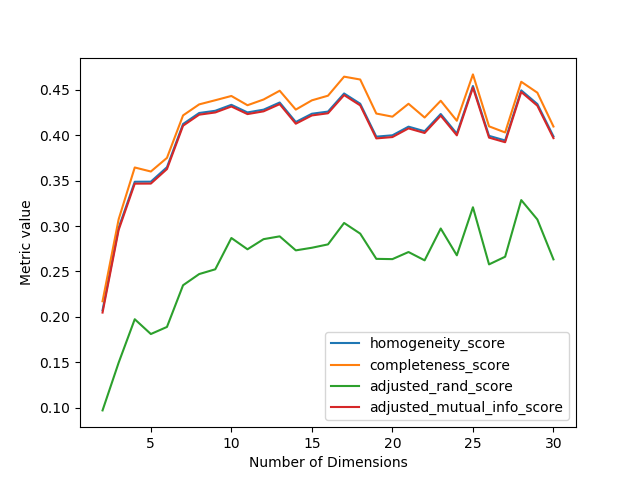 0.45
0.40
0.35
0.30
0.25
0.20
0.15
0.10
Metric value
5 10 15 20 25 30
Number of Dimensions
homogeneity_score
completeness_score
adjusted_rand_score
adjusted_mutual_info_score